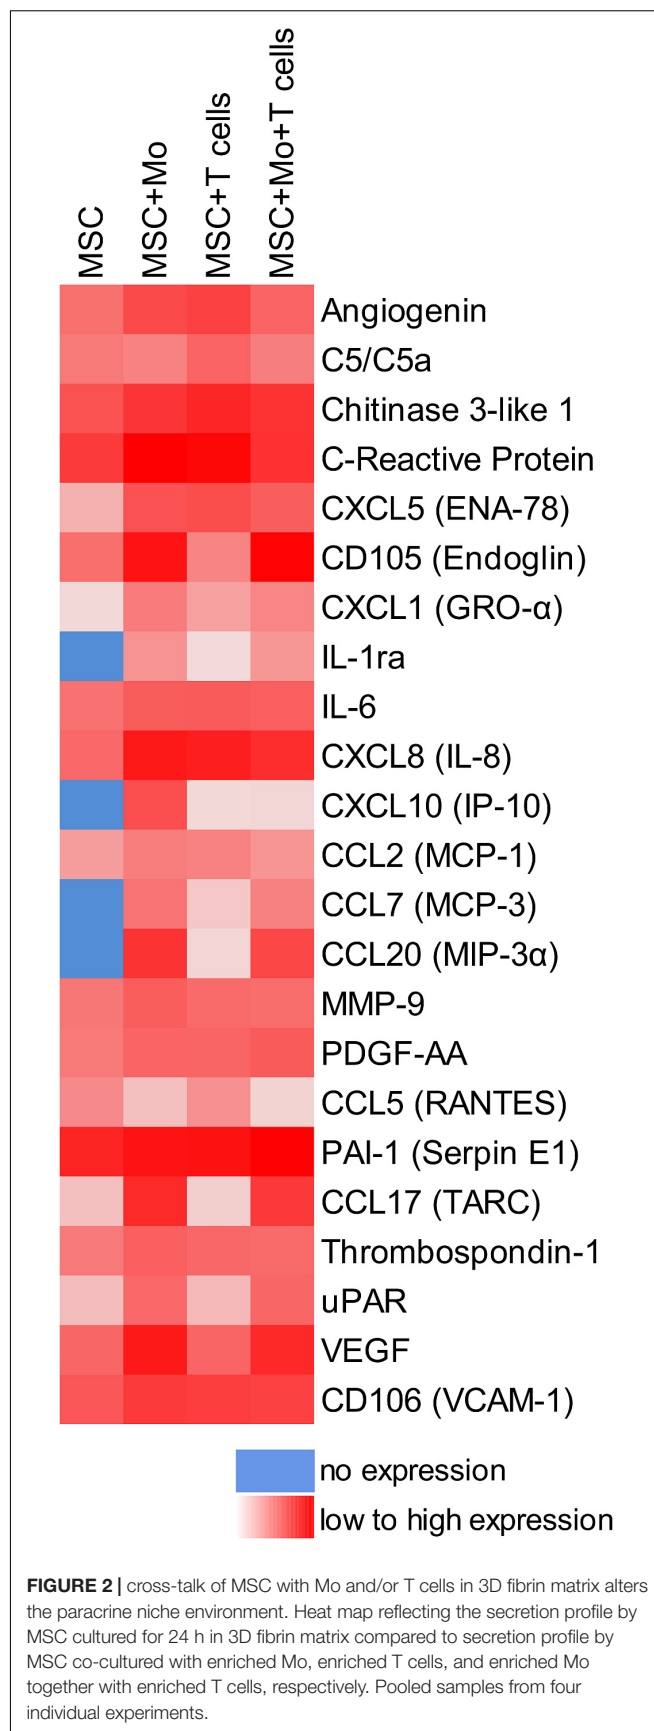 MSC
MSC+Mo
MSC+T cells
MSC+Mo+T cells
Angiogenin
C5/C5a
Chitinase 3-like 1
C-Reactive Protein
CXCL5 (ENA-78)
CD105 (Endoglin)
CXCL1 (GRO-α)
IL-1ra
IL-6
CXCL8 (IL-8)
CXCL10 (IP-10)
CCL2 (MCP-1)
CCL7 (MCP-3)
CCL20 (MIP-3α)
MMP-9
PDGF-AA
CCL5 (RANTES)
PAI-1 (Serpin E1)
CCL17 (TARC)
Thrombospondin-1
uPAR
VEGF
CD106 (VCAM-1)
no expression
low to high expression
FIGURE 2 | cross-talk of MSC with Mo and/or T cells in 3D fibrin matrix alters
the paracrine niche environment. Heat map reflecting the secretion profile by
MSC cultured for 24 h in 3D fibrin matrix compared to secretion profile by
MSC co-cultured with enriched Mo, enriched T cells, and enriched Mo
together with enriched T cells, respectively. Pooled samples from four
individual experiments.